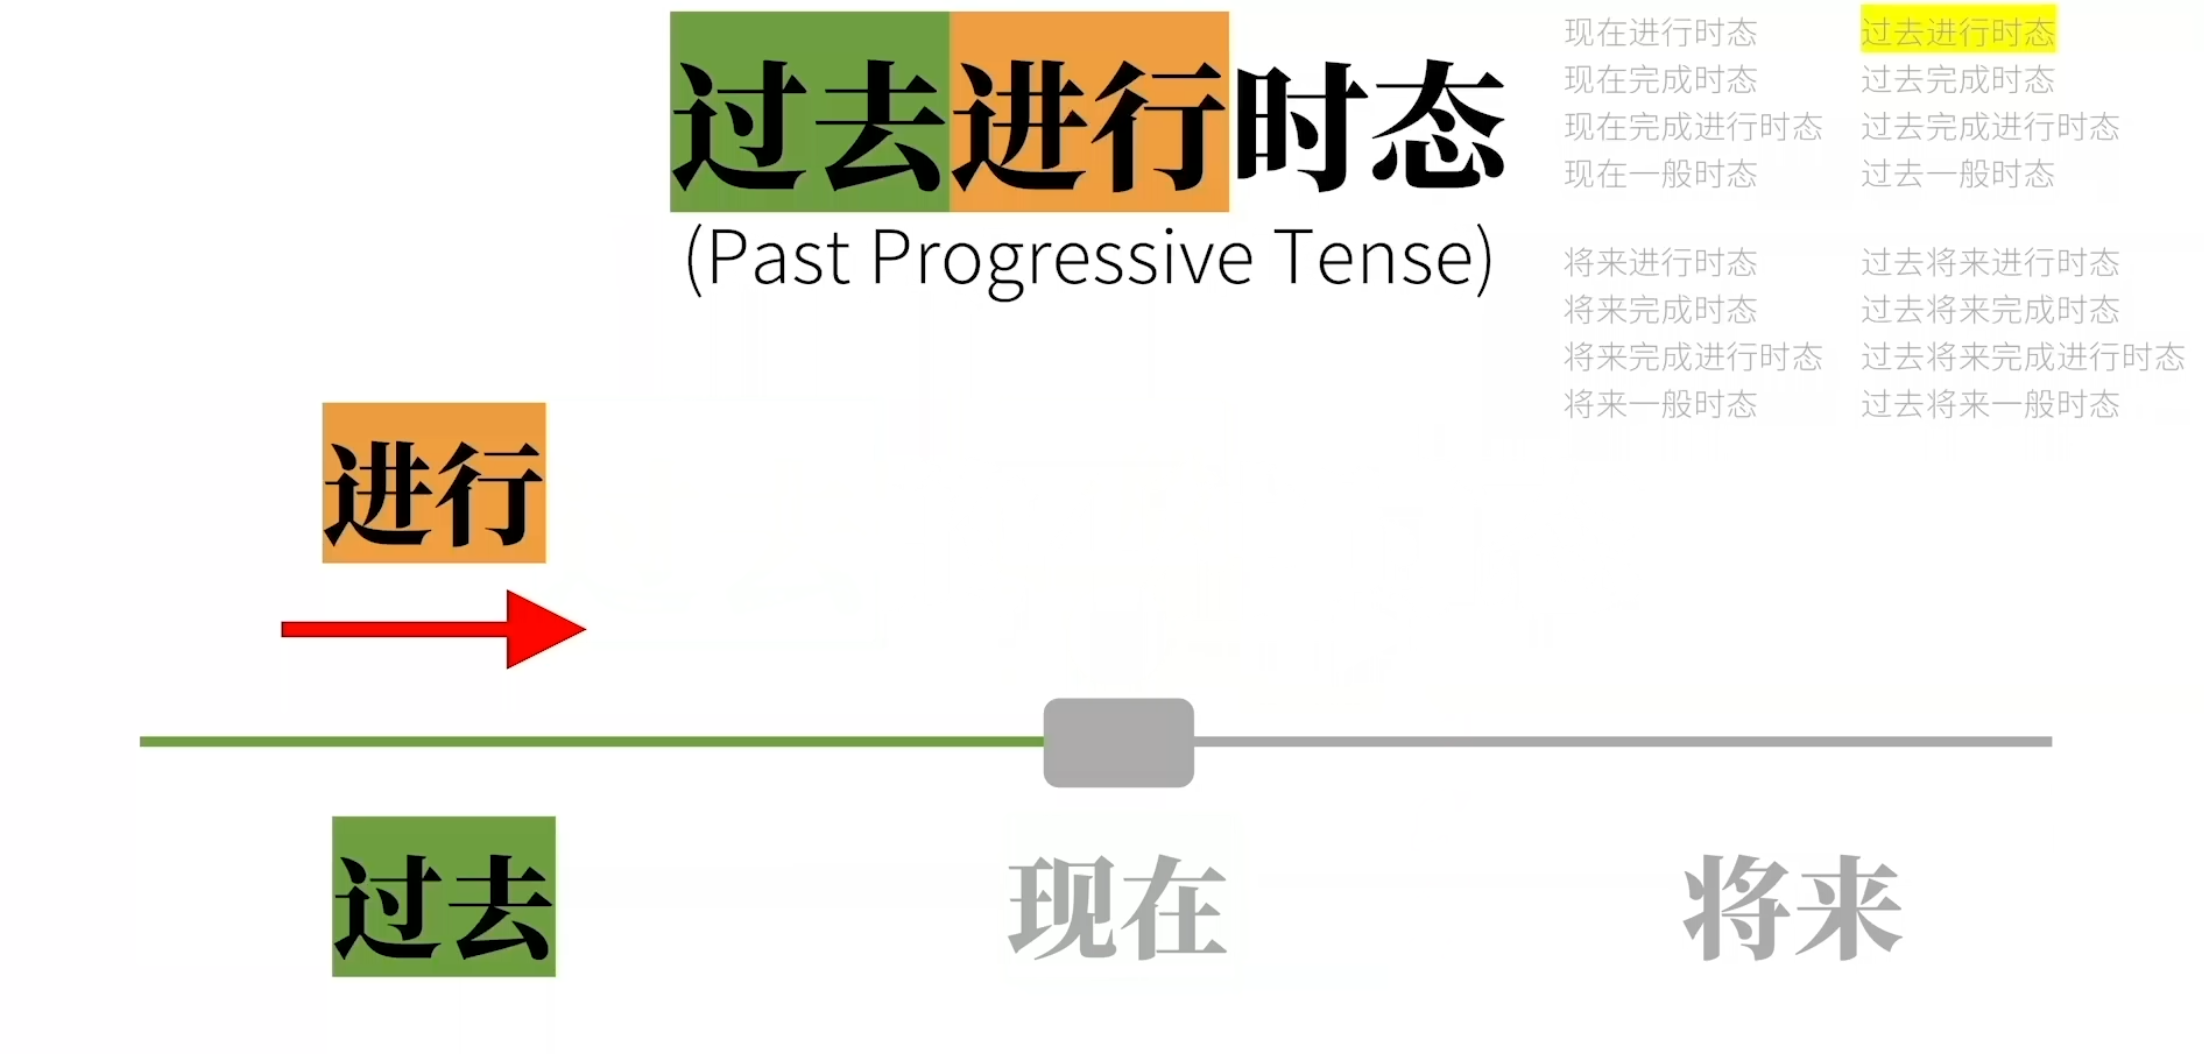 过去进行时态
(Past Progressive Tense)
现在进行时态
现在完成时态
现在完成进行时态
现在一般时态
将来进行时态
将来完成时态
将来完成进行时态
将来一般时态
过去进行时态
过去完成时态
过去完成进行时态
过去一般时态
过去将来进行时态
过去将来完成时态
过去将来完成进行时态
过去将来一般时态
进行
过去
现在
将来